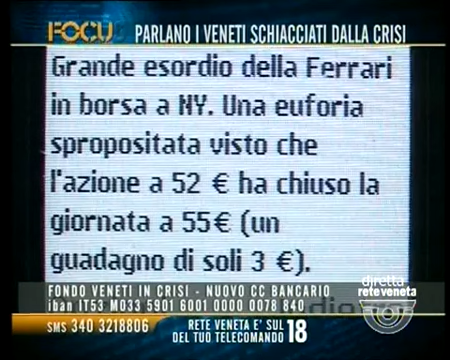 FOCUS
PARLANO I VENETI SCHIACCIATI DALLA CRISI
Grande esordio della Ferrari
in borsa a NY. Una euforia
spropositata visto che
l'azione a 52 € ha chiuso la
giornata a 55€ (un
guadagno di soli 3 €).
diretta
reteveneta
FONDO VENETI IN CRISI - NUOVO CC BANCARIO
iban IT53 M033 5901 6001 0000 0078 840
SMS 340 3218806
RETE VENETA E' SUL
DEL TUO TELECOMANDO 18